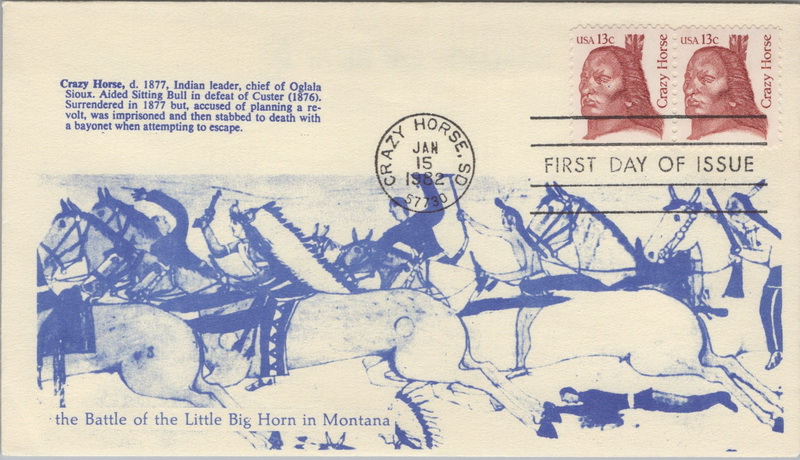 USA 13c
Crazy Horse
USA 13c
Crazy Horse
Crazy Horse, d. 1877, Indian leader, chief of Oglala
Sioux. Aided Sitting Bull in defeat of Custer (1876).
Surrendered in 1877 but, accused of planning a re-
volt, was imprisoned and then stabbed to death with
a bayonet when attempting to escape.
CRAZY HORSE, SD
JAN
15
1982
57730
FIRST DAY OF ISSUE
the Battle of the Little Big Horn in Montana